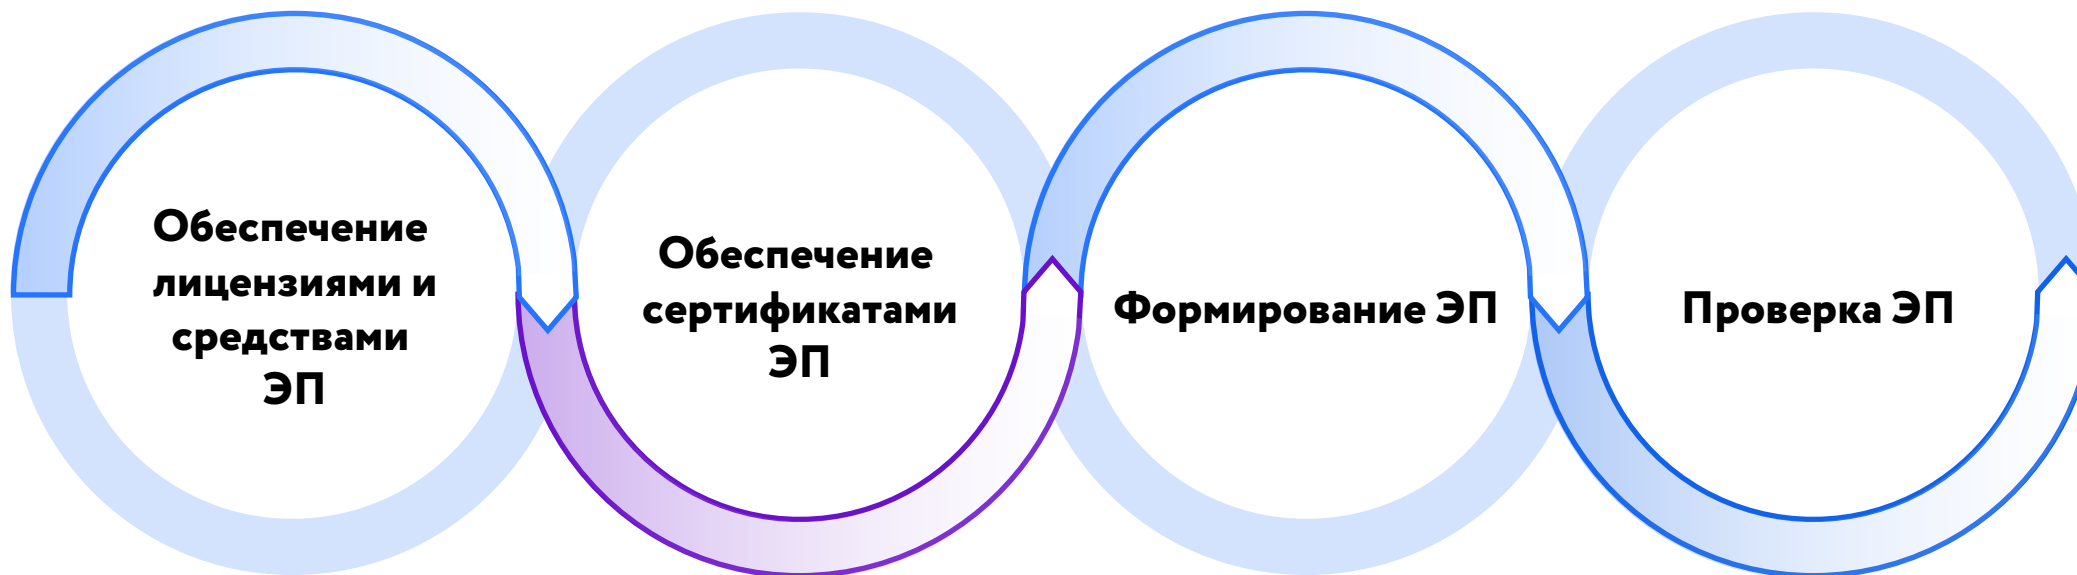 Обеспечение
лицензиями и
средствами
ЭП
Обеспечение
сертификатами
ЭП
Формирование ЭП
Проверка ЭП